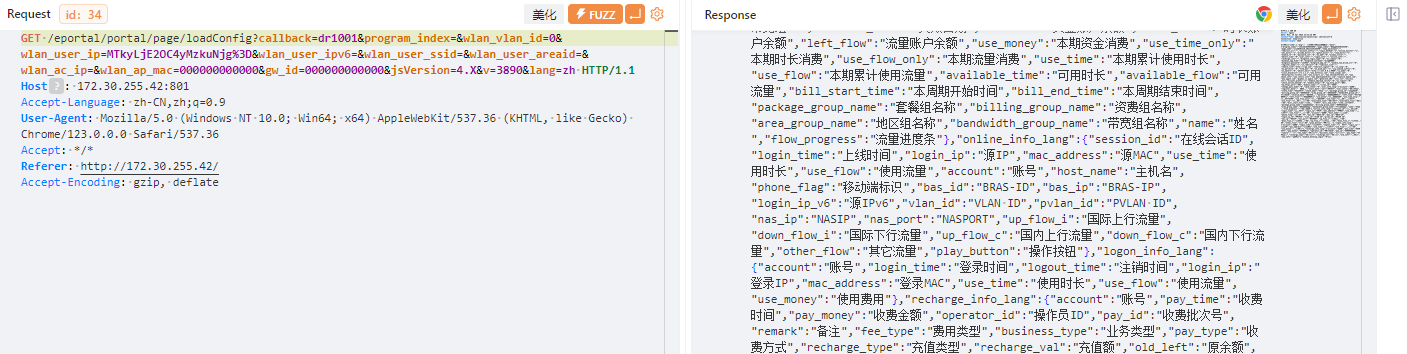 Request id: 34 美化 FUZZ
GET /eportal/portal/page/loadConfig?callback=dr1001&program_index=&wlan_vlan_id=0&
wlan_user_ip=MTkyLjE2OC4yMzkuNjg%3D&wlan_user_ipv6=&wlan_user_ssid=&wlan_user_areaid=&
wlan_ac_ip=&wlan_ap_mac=000000000000&gw_id=000000000000&jsVersion=4.X&v=3890&lang=zh HTTP/1.1
Host ? : 172.30.255.42:801
Accept-Language: zh-CN,zh;q=0.9
User-Agent: Mozilla/5.0 (Windows NT 10.0; Win64; x64) AppleWebKit/537.36 (KHTML, like Gecko)
Chrome/123.0.0.0 Safari/537.36
Accept: */*
Referer: http://172.30.255.42/
Accept-Encoding: gzip, deflate
Response 美化
户余额","left_flow":"流量账户余额","use_money":"本期资金消费","use_time_only":"
本期时长消费","use_flow_only":"本期流量消费","use_time":"本期累计使用时长",
"use_flow":"本期累计使用流量","available_time":"可用时长","available_flow":"可用
流量","bill_start_time":"本周期开始时间","bill_end_time":"本周期结束时间",
"package_group_name":"套餐组名称","billing_group_name":"资费组名称",
"area_group_name":"地区组名称","bandwidth_group_name":"带宽组名称","name":"姓名
","flow_progress":"流量进度条"},"online_info_lang":{"session_id":"在线会话ID",
"login_time":"上线时间","login_ip":"源IP","mac_address":"源MAC","use_time":"使
用时长","use_flow":"使用流量","account":"账号","host_name":"主机名",
"phone_flag":"移动端标识","bas_id":"BRAS-ID","bas_ip":"BRAS-IP",
"login_ip_v6":"源IPv6","vlan_id":"VLAN ID","pvlan_id":"PVLAN ID",
"nas_ip":"NASIP","nas_port":"NASPORT","up_flow_i":"国际上行流量",
"down_flow_i":"国际下行流量","up_flow_c":"国内上行流量","down_flow_c":"国内下行流
量","other_flow":"其它流量","play_button":"操作按钮"},"logon_info_lang":
{"account":"账号","login_time":"登录时间","logout_time":"注销时间","login_ip":"
登录IP","mac_address":"登录MAC","use_time":"使用时长","use_flow":"使用流量",
"use_money":"使用费用"},"recharge_info_lang":{"account":"账号","pay_time":"收费
时间","pay_money":"收费金额","operator_id":"操作员ID","pay_id":"收费批次号",
"remark":"备注","fee_type":"费用类型","business_type":"业务类型","pay_type":"收
费方式","recharge_type":"充值类型","recharge_val":"充值额","old_left":"原余额",